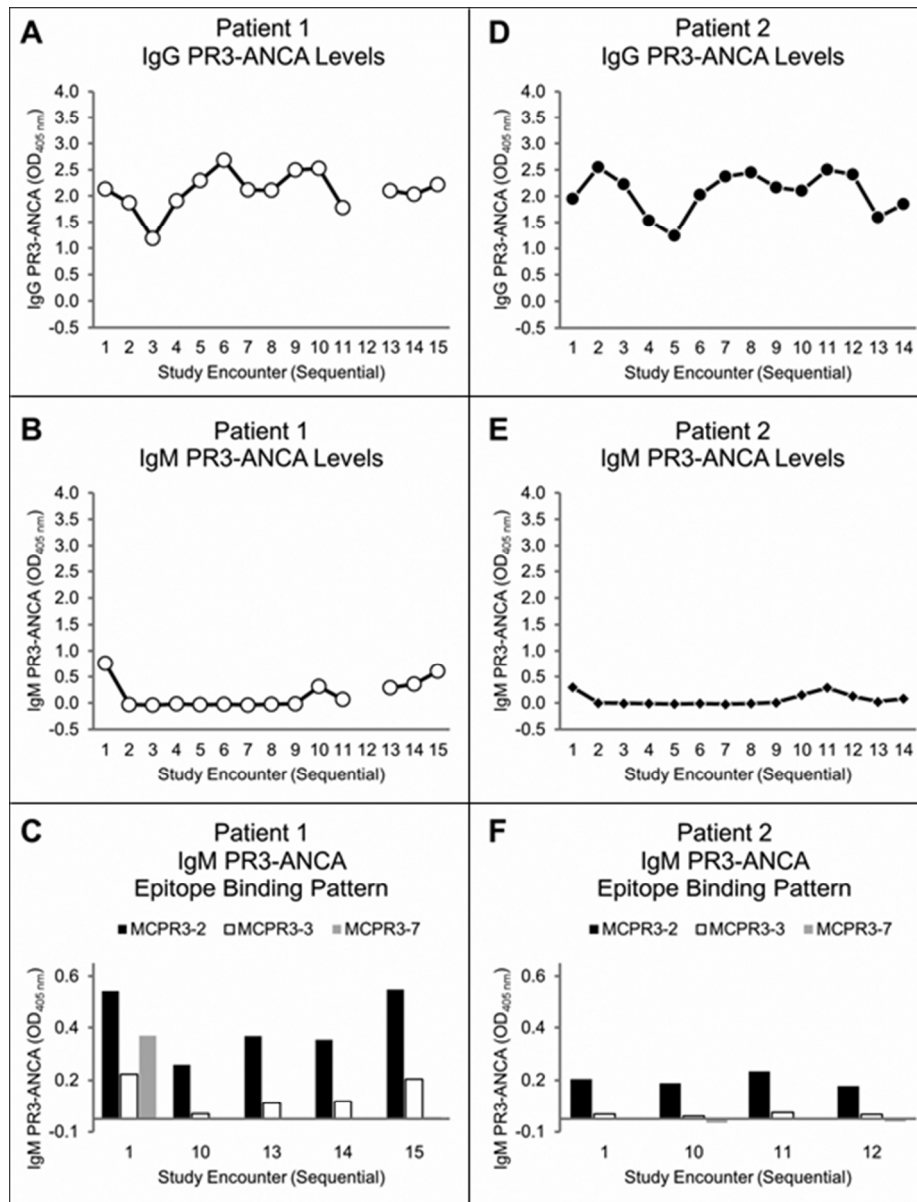 A
Patient 1
IgG PR3-ANCA Levels
IgG PR3-ANCA (OD405 nm)
4.0
3.5
3.0
2.5
2.0
1.5
1.0
0.5
0.0
-0.5
1 2 3 4 5 6 7 8 9 10 11 12 13 14 15
Study Encounter (Sequential)
D
Patient 2
IgG PR3-ANCA Levels
IgG PR3-ANCA (OD405 nm)
4.0
3.5
3.0
2.5
2.0
1.5
1.0
0.5
0.0
-0.5
1 2 3 4 5 6 7 8 9 10 11 12 13 14
Study Encounter (Sequential)
B
Patient 1
IgM PR3-ANCA Levels
IgM PR3-ANCA (OD405 nm)
4.0
3.5
3.0
2.5
2.0
1.5
1.0
0.5
0.0
-0.5
1 2 3 4 5 6 7 8 9 10 11 12 13 14 15
Study Encounter (Sequential)
E
Patient 2
IgM PR3-ANCA Levels
IgM PR3-ANCA (OD405 nm)
4.0
3.5
3.0
2.5
2.0
1.5
1.0
0.5
0.0
-0.5
1 2 3 4 5 6 7 8 9 10 11 12 13 14
Study Encounter (Sequential)
C
Patient 1
IgM PR3-ANCA
Epitope Binding Pattern
MCPR3-2 MCPR3-3 MCPR3-7
IgM PR3-ANCA (OD405 nm)
0.6
0.4
0.2
-0.1
1 10 13 14 15
Study Encounter (Sequential)
F
Patient 2
IgM PR3-ANCA
Epitope Binding Pattern
MCPR3-2 MCPR3-3 MCPR3-7
IgM PR3-ANCA (OD405 nm)
0.6
0.4
0.2
-0.1
1 10 11 12
Study Encounter (Sequential)